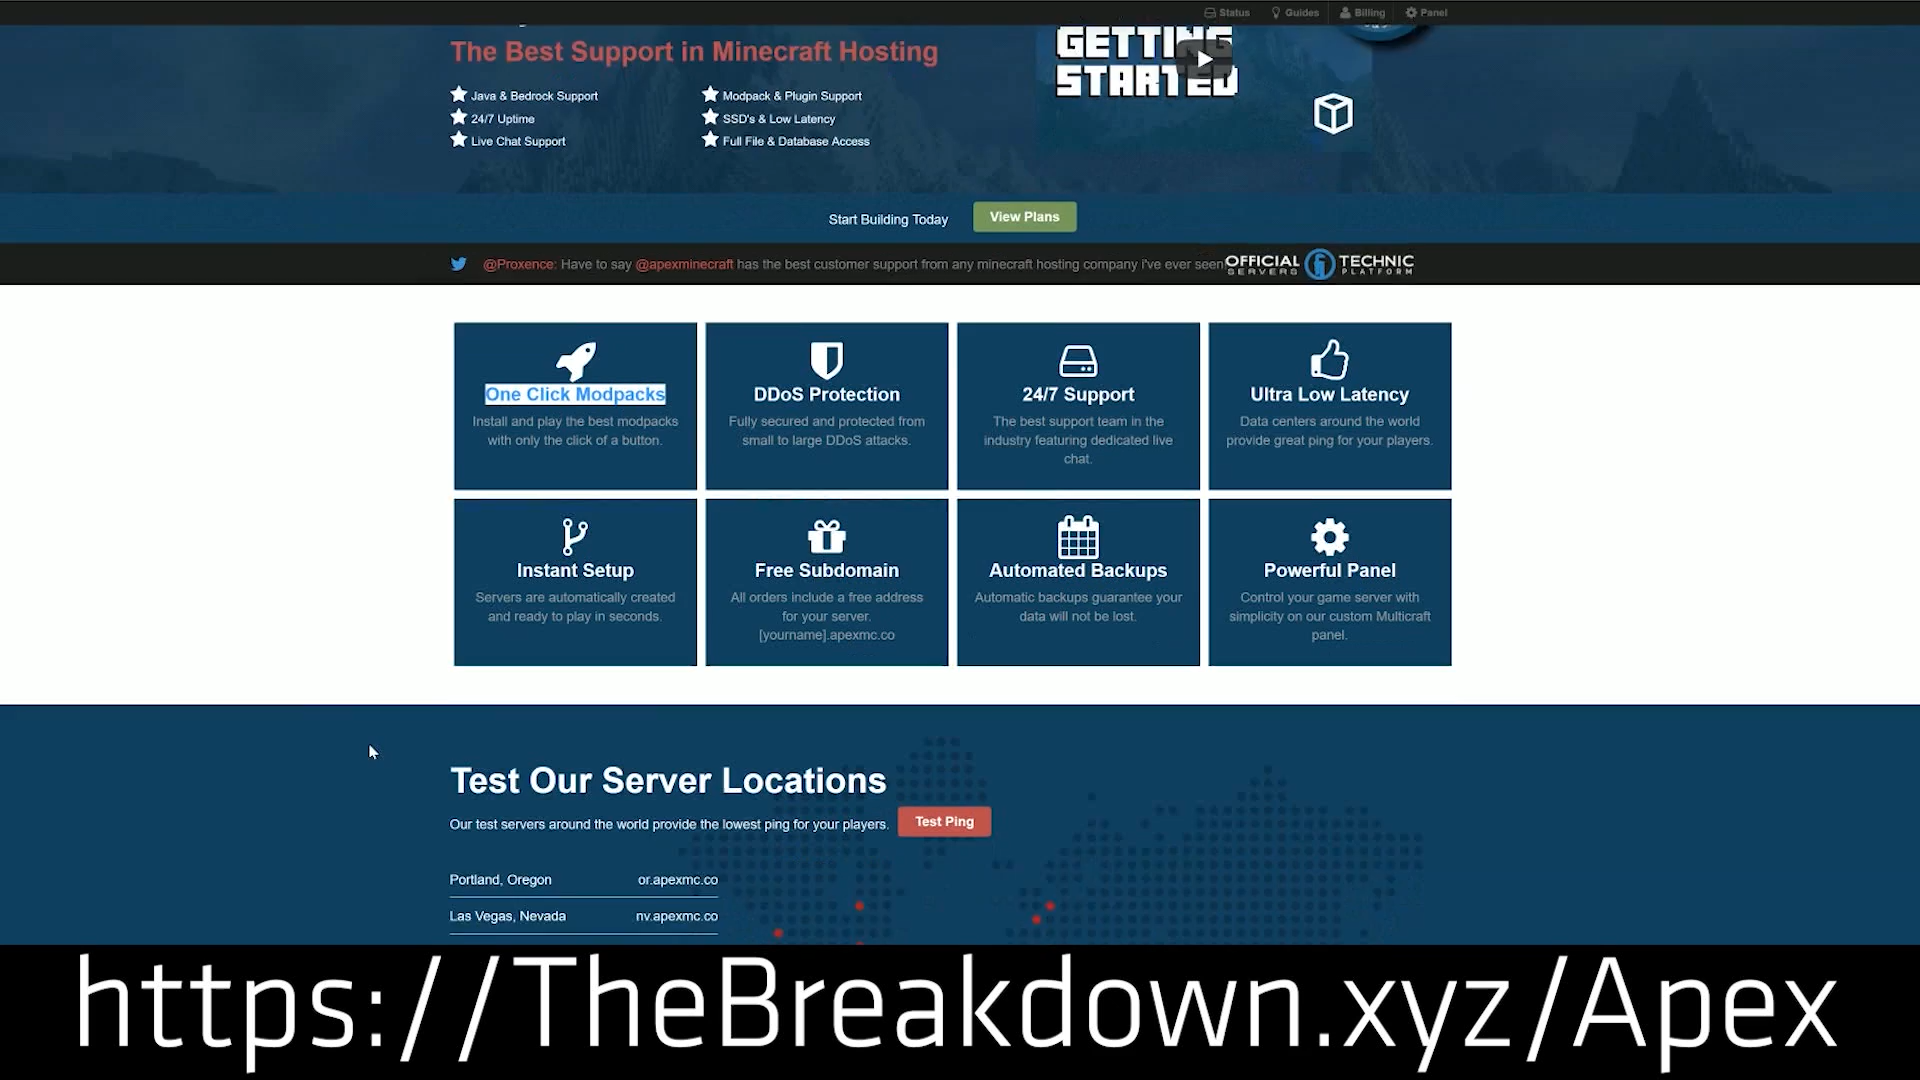 Status
Guides
Billing
Panel
The Best Support in Minecraft Hosting
GETTING
STARTED
Java & Bedrock Support
Modpack & Plugin Support
24/7 Uptime
SSD's & Low Latency
Live Chat Support
Full File & Database Access
Start Building Today
View Plans
@Proxence: Have to say @apexminecraft has the best customer support from any minecraft hosting company i've ever seen
OFFICIAL
SERVERS
TECHNIC
PLATFORM
One Click Modpacks
Install and play the best modpacks
with only the click of a button.
DDoS Protection
Fully secured and protected from
small to large DDoS attacks.
24/7 Support
The best support team in the
industry featuring dedicated live
chat.
Ultra Low Latency
Data centers around the world
provide great ping for your players.
Instant Setup
Servers are automatically created
and ready to play in seconds.
Free Subdomain
All orders include a free address
for your server.
[yourname].apexmc.co
Automated Backups
Automatic backups guarantee your
data will not be lost.
Powerful Panel
Control your game server with
simplicity on our custom Multicraft
panel.
Test Our Server Locations
Our test servers around the world provide the lowest ping for your players.
Test Ping
Portland, Oregon
or.apexmc.co
Las Vegas, Nevada
nv.apexmc.co
https://TheBreakdown.xyz/Apex